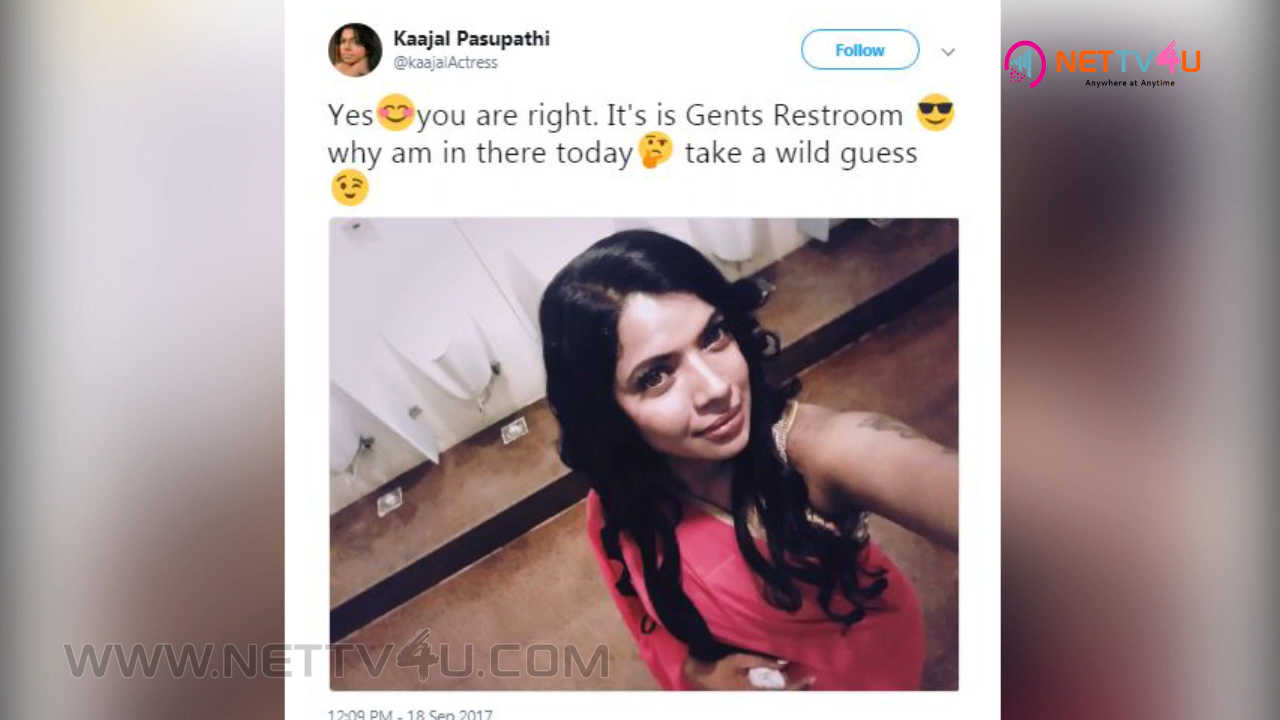 Kaajal Pasupathi
@kaajalActress
Follow
NETTV4U
Anywhere at Anytime
Yes😊you are right. It's is Gents Restroom 😎
why am in there today🤔 take a wild guess
😉
WWW.NETTV4U.COM
12:09 PM - 18 Sep 2017